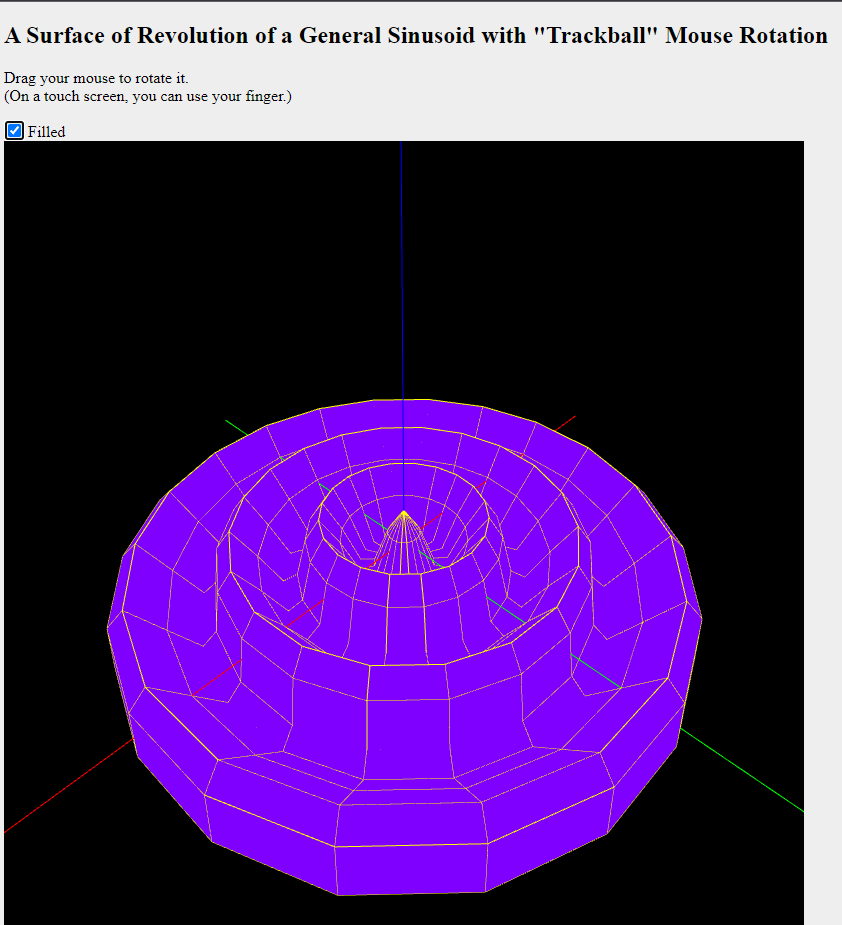 A Surface of Revolution of a General Sinusoid with "Trackball" Mouse Rotation
Drag your mouse to rotate it.
(On a touch screen, you can use your finger.)
Filled